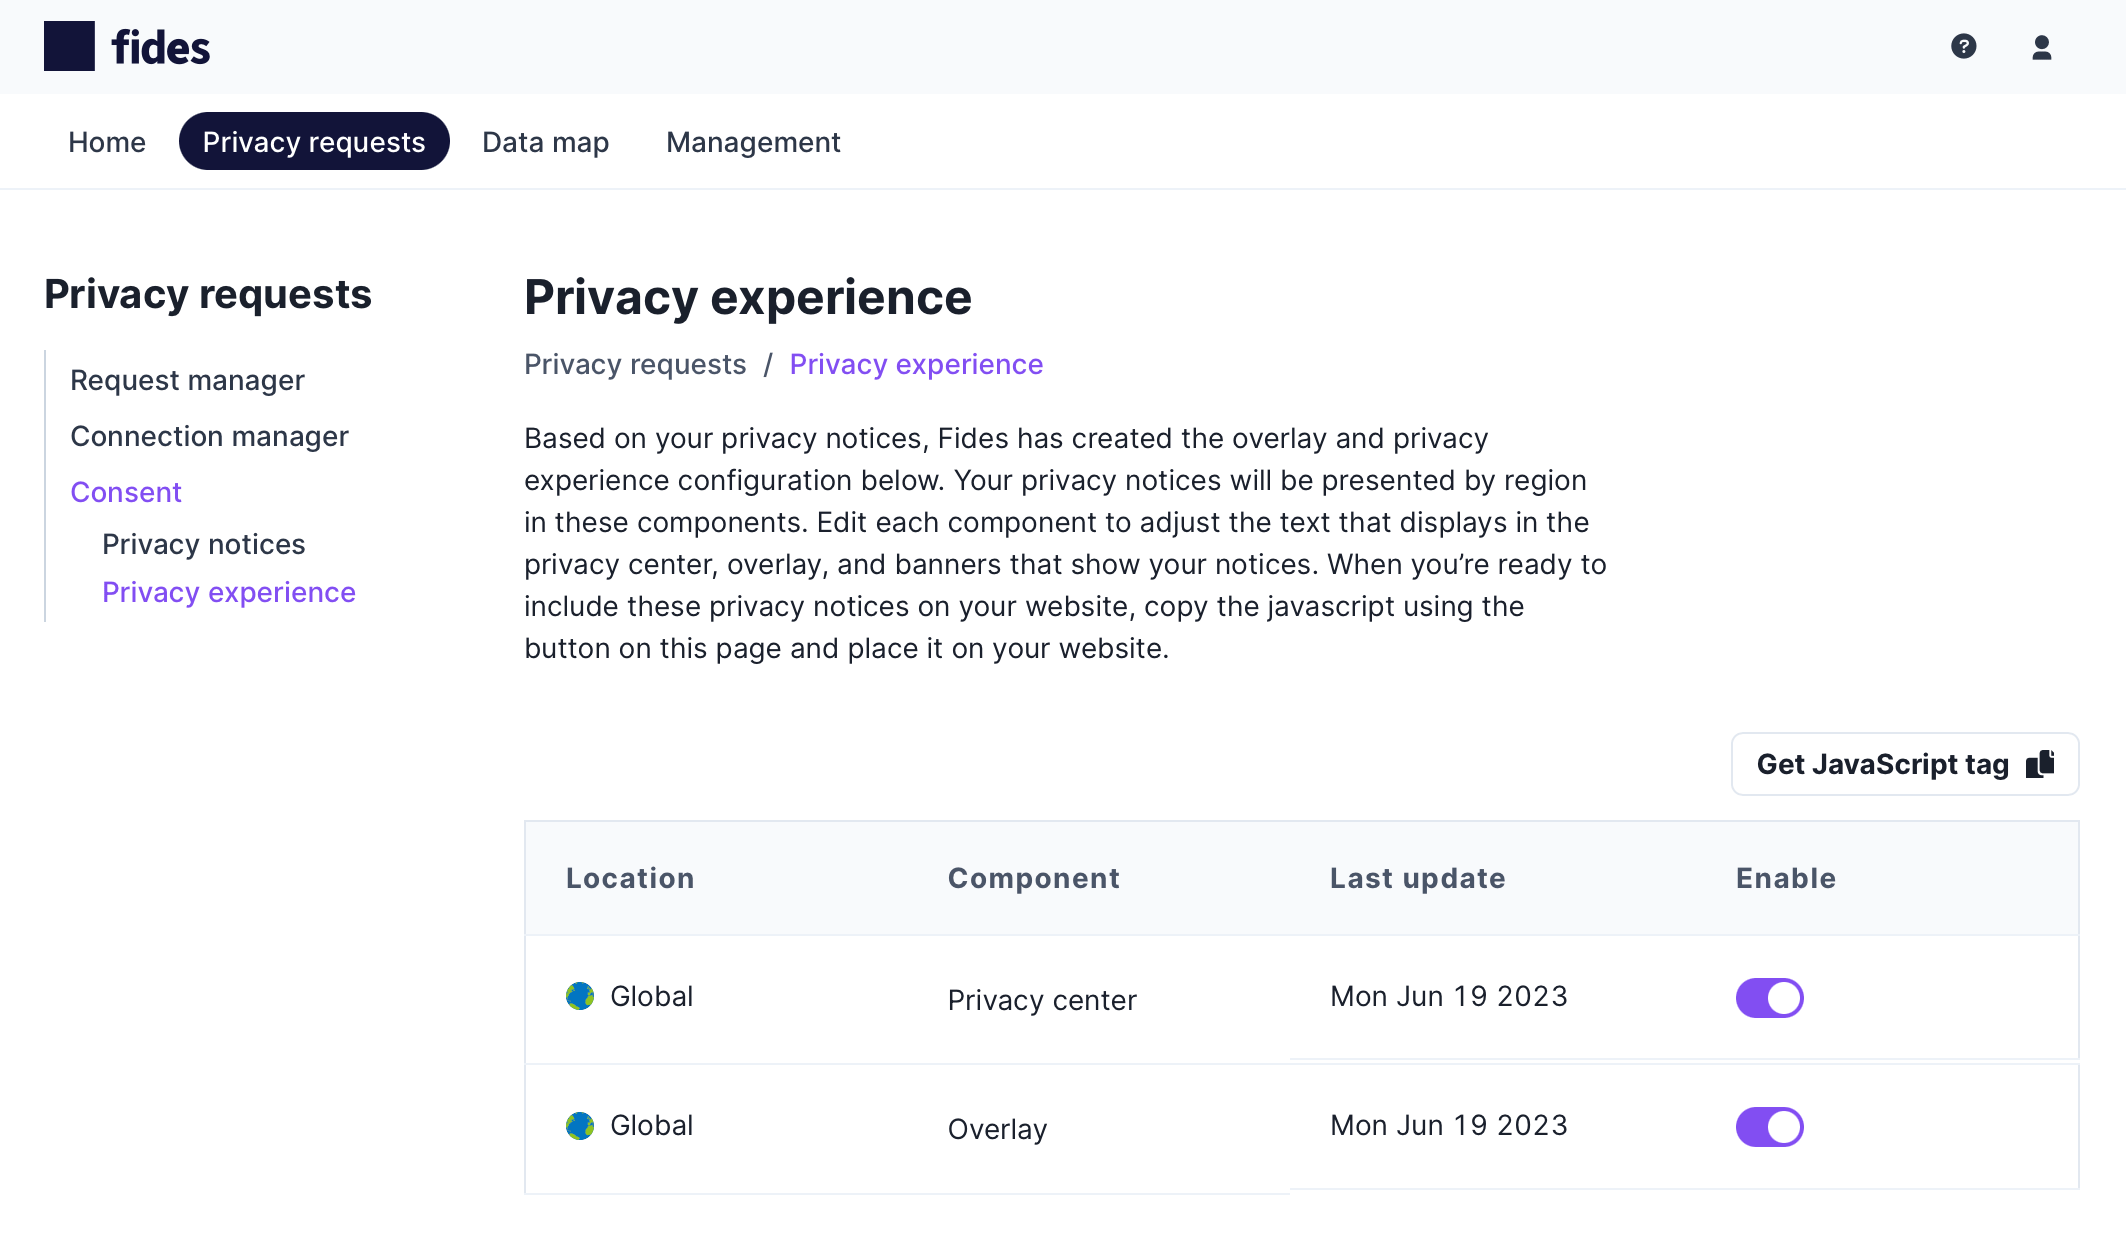 fides
?
Home
Privacy requests
Data map
Management
Privacy requests
Request manager
Connection manager
Consent
Privacy notices
Privacy experience
Privacy experience
Privacy requests / Privacy experience
Based on your privacy notices, Fides has created the overlay and privacy
experience configuration below. Your privacy notices will be presented by region
in these components. Edit each component to adjust the text that displays in the
privacy center, overlay, and banners that show your notices. When you’re ready to
include these privacy notices on your website, copy the javascript using the
button on this page and place it on your website.
Get JavaScript tag
Location Component Last update Enable
Global Privacy center Mon Jun 19 2023
Global Overlay Mon Jun 19 2023